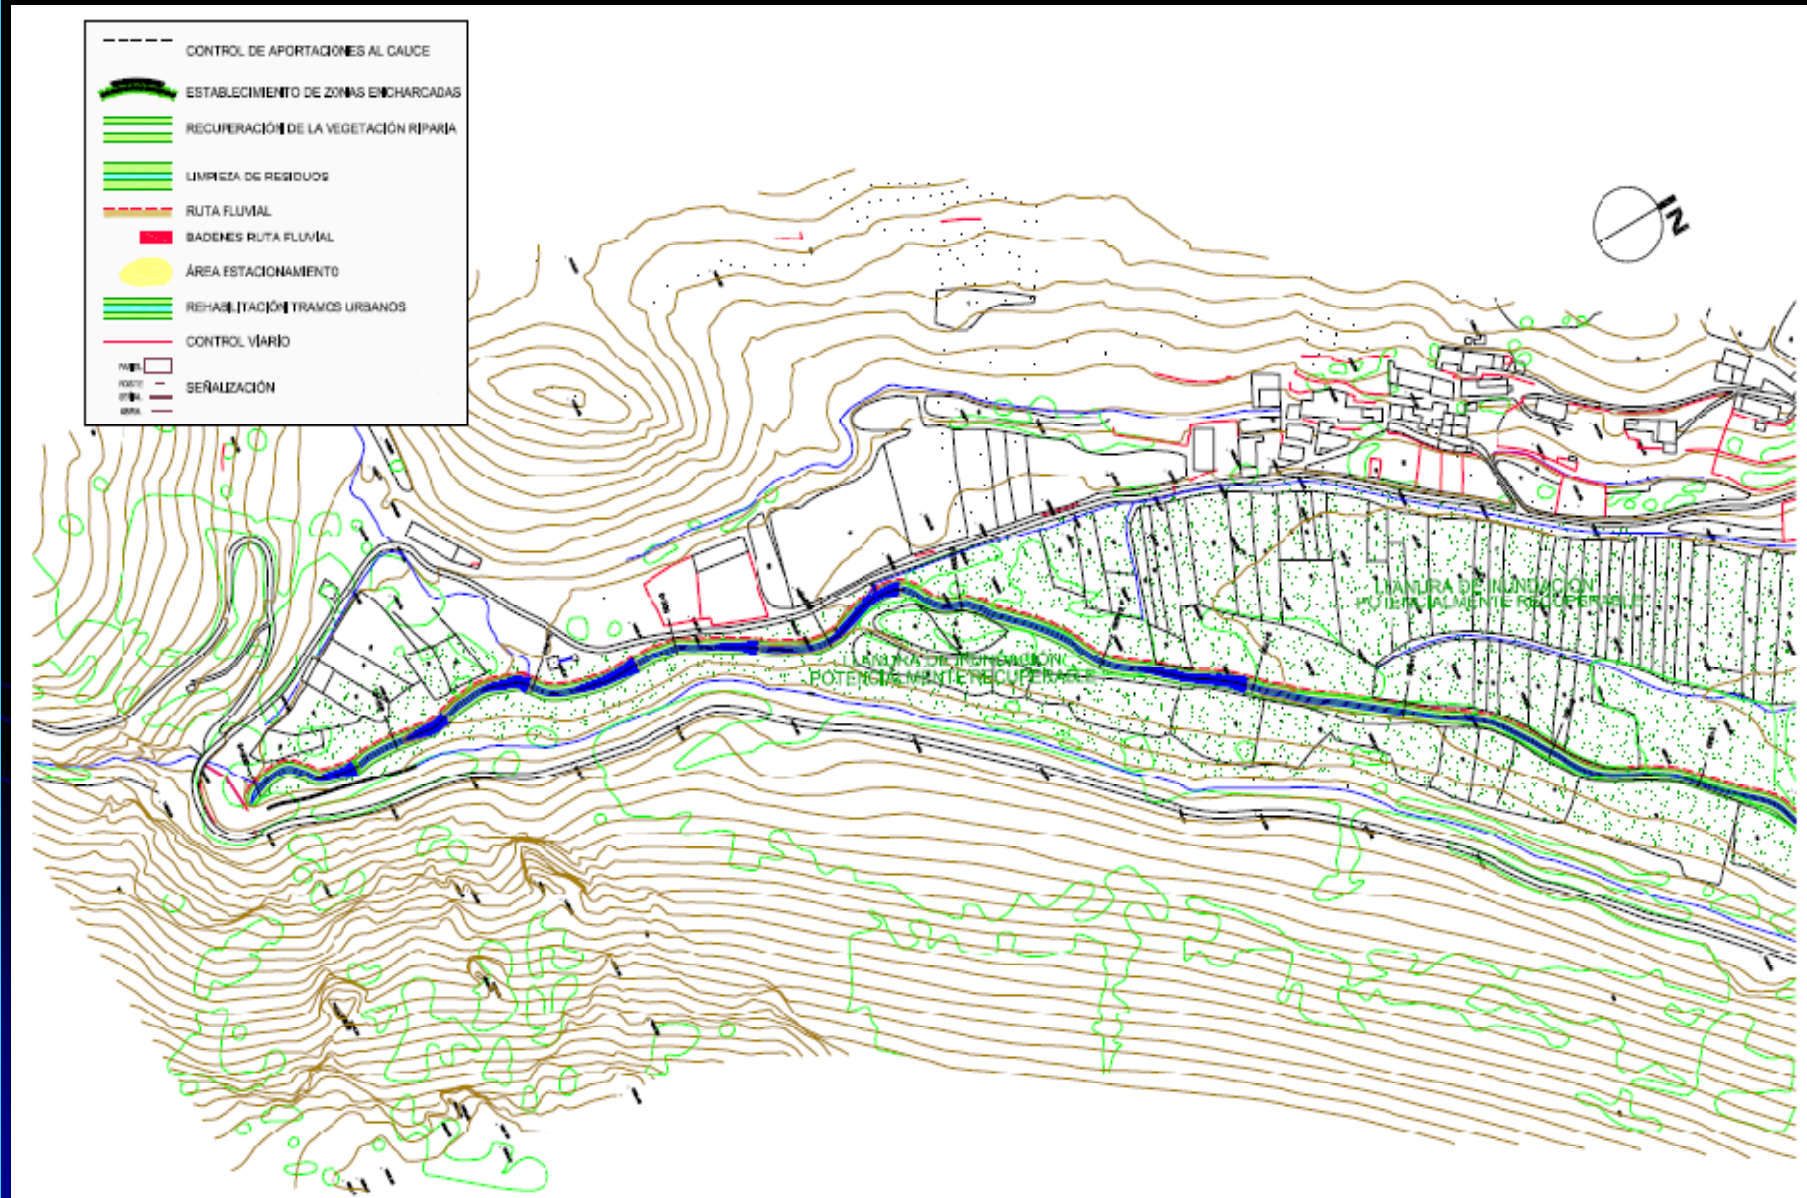 CONTROL DE APORTACIONES AL CAUCE
ESTABLECIMIENTO DE ZONAS ENCHARCADAS
RECUPERACIÓN DE LA VEGETACIÓN RIPARIA
LIMPIEZA DE RESIDUOS
RUTA FLUVIAL
BADENES RUTA FLUVIAL
ÁREA ESTACIONAMIENTO
REHABILITACIÓN TRAMOS URBANOS
CONTROL VIARIO
SEÑALIZACIÓN
N
LLANURA DE INUNDACIÓN
POTENCIALMENTE RECUPERABLE
LLANURA DE INUNDACIÓN
POTENCIALMENTE RECUPERABLE